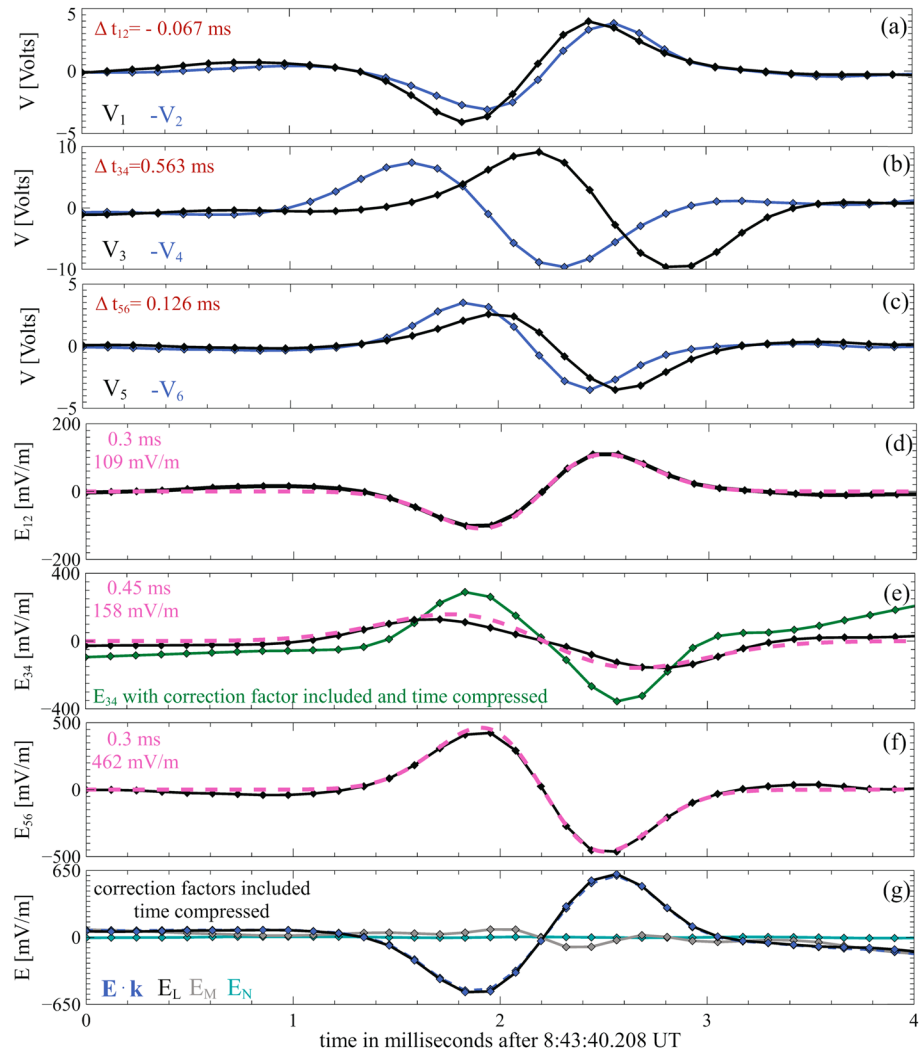 5
0
−5
V [Volts]
Δ t₁₂= - 0.067 ms
(a)
V₁ -V₂
10
0
−10
V [Volts]
Δ t₃₄=0.563 ms
(b)
V₃ -V₄
5
0
−5
V [Volts]
Δ t₅₆= 0.126 ms
(c)
V₅ -V₆
200
0
−200
E₁₂ [mV/m]
0.3 ms
109 mV/m
(d)
400
0
−400
E₃₄ [mV/m]
0.45 ms
158 mV/m
(e)
E₃₄ with correction factor included and time compressed
500
0
−500
E₅₆ [mV/m]
0.3 ms
462 mV/m
(f)
650
0
−650
E [mV/m]
correction factors included
time compressed
(g)
E · k E_L E_M E_N
0 1 2 3 4
time in milliseconds after 8:43:40.208 UT